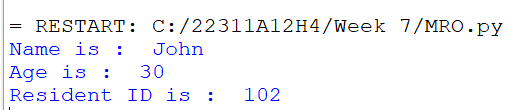 = RESTART: C:/22311A12H4/Week 7/MRO.py
Name is :  John
Age is :  30
Resident ID is :  102